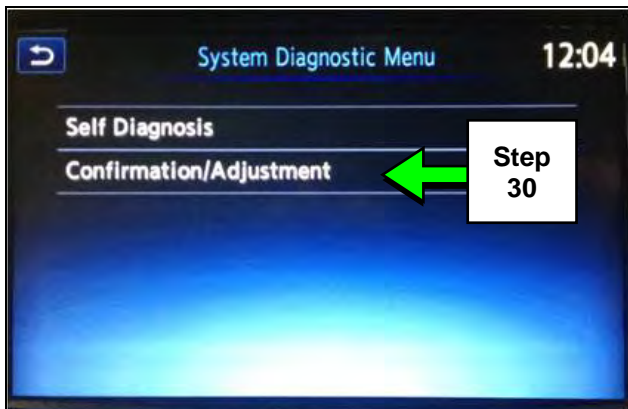 System Diagnostic Menu 12:04
Self Diagnosis
Confirmation/Adjustment
Step
30